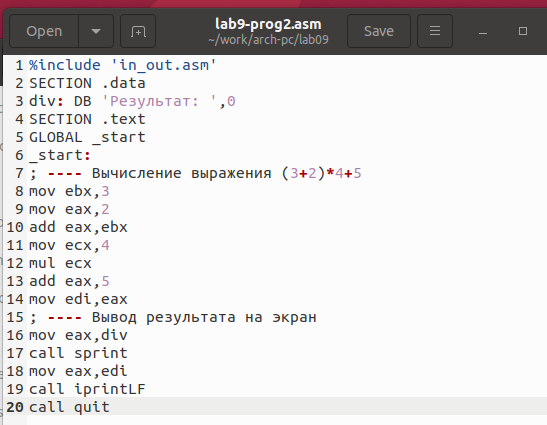 Open
lab9-prog2.asm
~/work/arch-pc/lab09
Save
1 %include 'in_out.asm'
2 SECTION .data
3 div: DB 'Результат: ',0
4 SECTION .text
5 GLOBAL _start
6 _start:
7 ; ---- Вычисление выражения (3+2)*4+5
8 mov ebx,3
9 mov eax,2
10 add eax,ebx
11 mov ecx,4
12 mul ecx
13 add eax,5
14 mov edi,eax
15 ; ---- Вывод результата на экран
16 mov eax,div
17 call sprint
18 mov eax,edi
19 call iprintLF
20 call quit